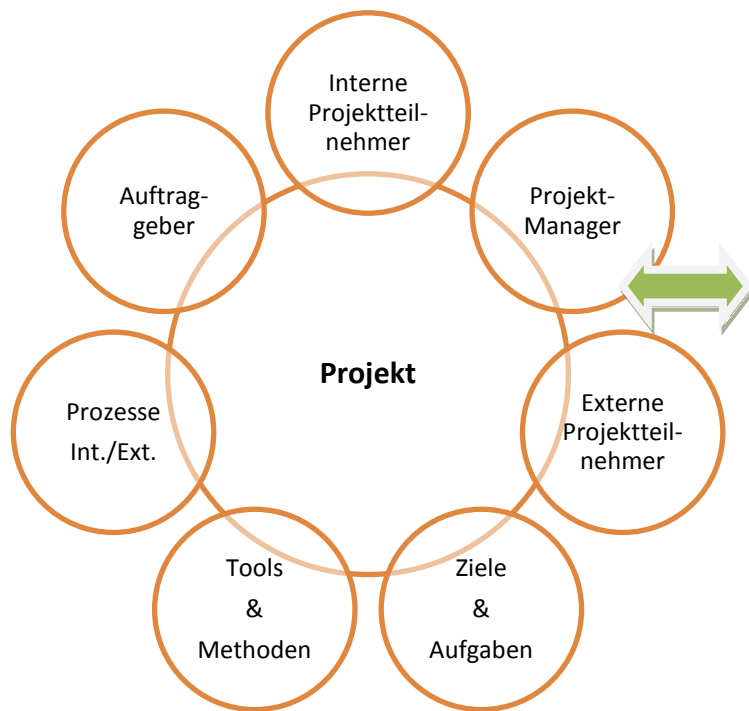 Interne
Projektteil-
nehmer
Projekt-
Manager
Externe
Projektteil-
nehmer
Ziele
&
Aufgaben
Tools
&
Methoden
Prozesse
Int./Ext.
Auftrag-
geber
Projekt